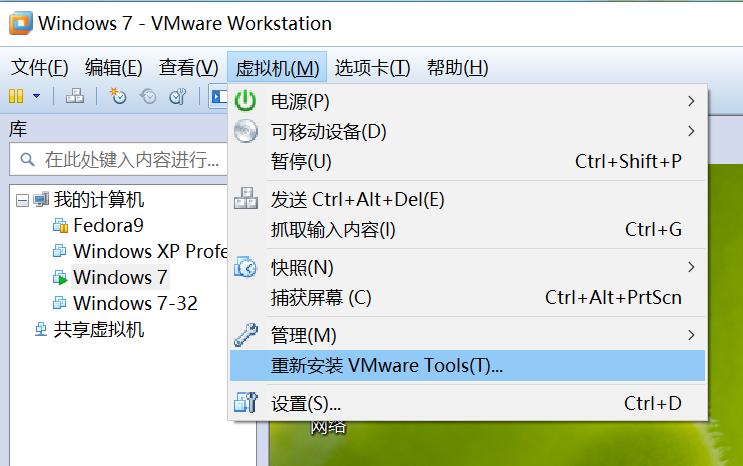 Windows 7 - VMware Workstation
文件(F) 编辑(E) 查看(V) 虚拟机(M) 选项卡(T) 帮助(H)
库
在此处键入内容进行...
我的计算机
Fedora9
Windows XP Profe
Windows 7
Windows 7-32
共享虚拟机
电源(P)
可移动设备(D)
暂停(U) Ctrl+Shift+P
发送 Ctrl+Alt+Del(E)
抓取输入内容(I) Ctrl+G
快照(N)
捕获屏幕 (C) Ctrl+Alt+PrtScn
管理(M)
重新安装 VMware Tools(T)...
设置(S)... Ctrl+D
网络